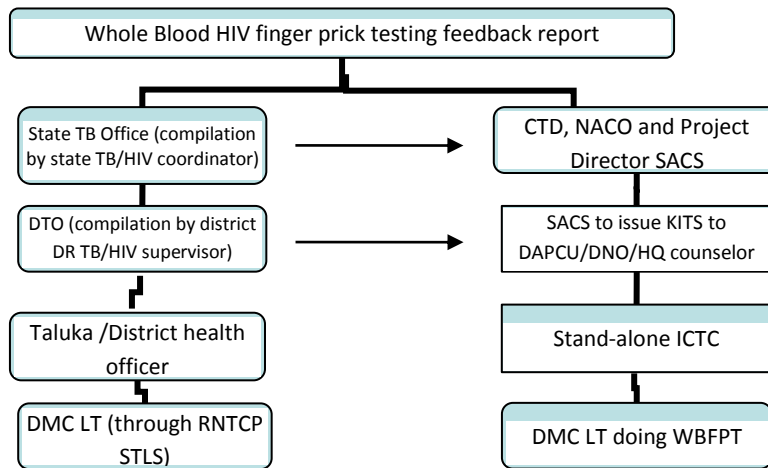 Whole Blood HIV finger prick testing feedback report
State TB Office (compilation
by state TB/HIV coordinator)
CTD, NACO and Project
Director SACS
DTO (compilation by district
DR TB/HIV supervisor)
SACS to issue KITS to
DAPCU/DNO/HQ counselor
Taluka /District health
officer
Stand-alone ICTC
DMC LT (through RNTCP
STLS)
DMC LT doing WBFPT